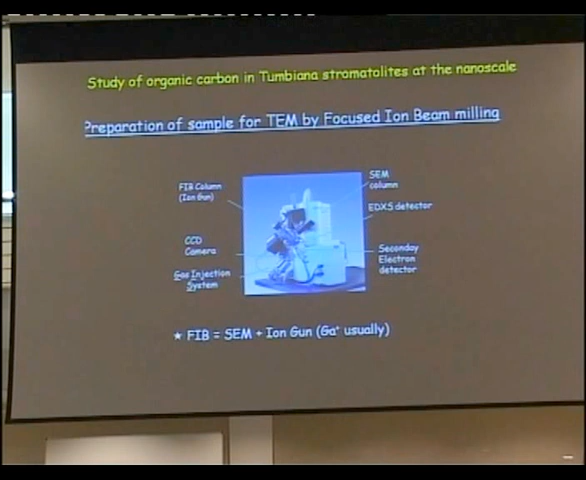 Study of organic carbon in Tumbiana stromatolites at the nanoscale
Preparation of sample for TEM by Focused Ion Beam milling
FIB Column
(Ion Gun)
CCD
Camera
Gas Injection
System
SEM
column
EDXS detector
Seconday
Electron
detector
★ FIB = SEM + Ion Gun (Ga⁺ usually)